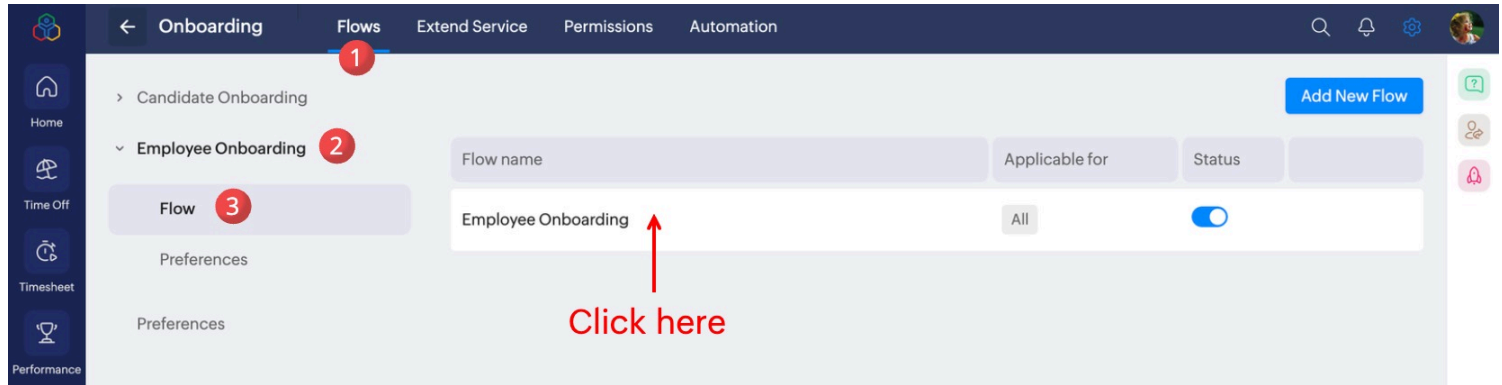 Onboarding
Flows
Extend Service
Permissions
Automation
1
Home
Time Off
Timesheet
Performance
Candidate Onboarding
Employee Onboarding
2
Flow
3
Preferences
Preferences
Add New Flow
Flow name
Applicable for
Status
Employee Onboarding
All
Click here
?